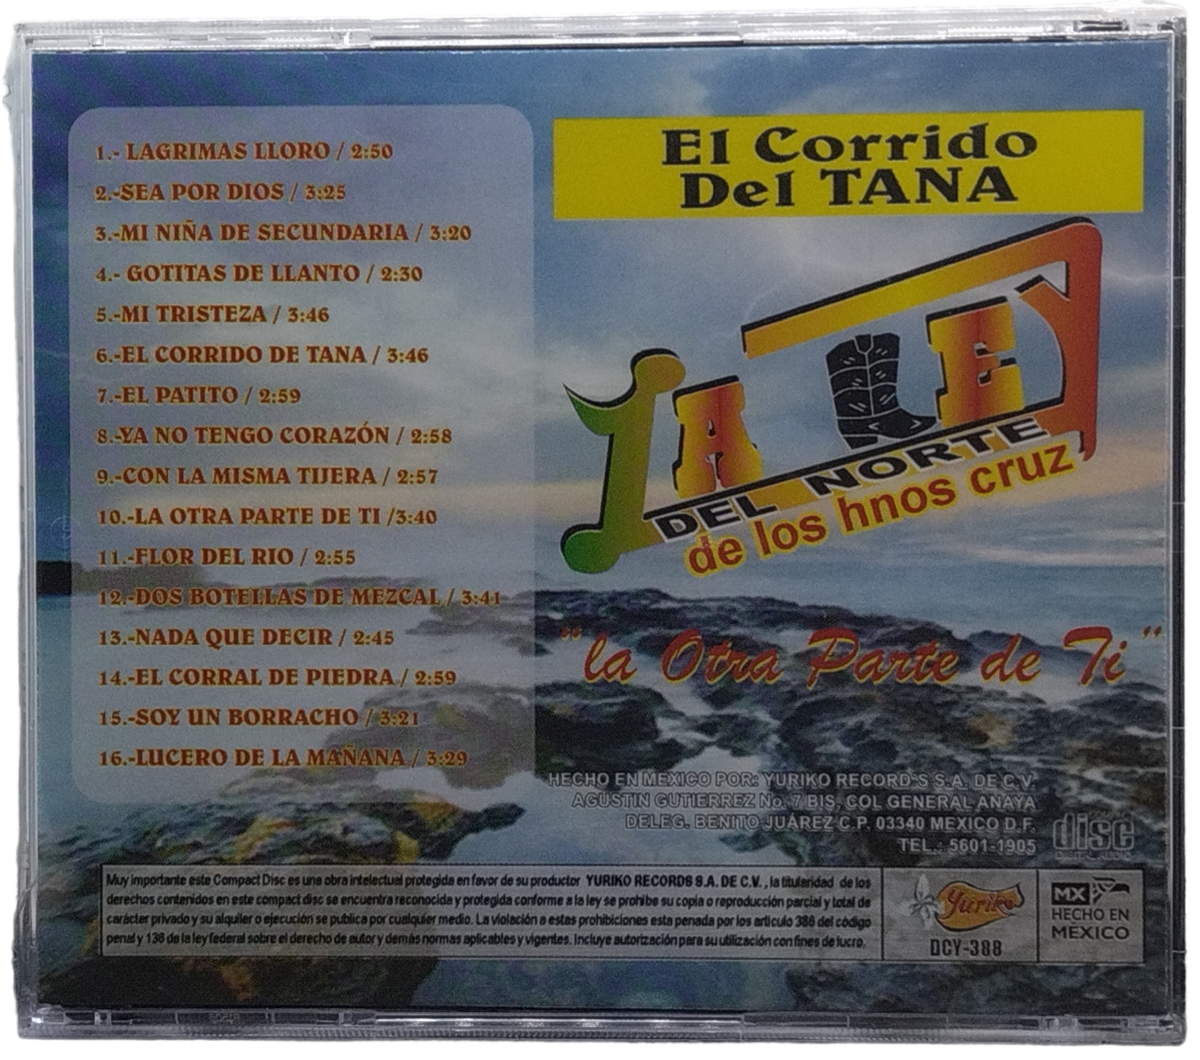 1.- LAGRIMAS LLORO / 2:50
2.-SEA POR DIOS / 3:25
3.-MI NIÑA DE SECUNDARIA / 3:20
4.- GOTITAS DE LLANTO / 2:30
5.-MI TRISTEZA / 3:46
6.-EL CORRIDO DE TANA / 3:46
7.-EL PATITO / 2:59
8.-YA NO TENGO CORAZÓN / 2:58
9.-CON LA MISMA TIJERA / 2:57
10.-LA OTRA PARTE DE TI /3:40
11.-FLOR DEL RIO / 2:55
12.-DOS BOTELLAS DE MEZCAL / 3:41
13.-NADA QUE DECIR / 2:45
14.-EL CORRAL DE PIEDRA / 2:59
15.-SOY UN BORRACHO / 3:21
16.-LUCERO DE LA MAÑANA / 3:29
El Corrido
Del TANA
LA LEY
DEL NORTE
de los hnos cruz
"la Otra Parte de Ti"
HECHO EN MEXICO POR: YURIKO RECORD'S S.A. DE C.V.
AGUSTIN GUTIERREZ No. 7 BIS, COL GENERAL ANAYA
DELEG. BENITO JUÁREZ C.P. 03340 MEXICO D.F.
TEL.: 5601-1905
disc
DIGITAL AUDIO
Muy importante este Compact Disc es una obra intelectual protegida en favor de su productor YURIKO RECORDS S.A. DE C.V. , la titularidad de los
derechos contenidos en este compact disc se encuentra reconocida y protegida conforme a la ley se prohibe su copia o reproducción parcial y total de
carácter privado y su alquiler o ejecución se publica por cualquier medio. La violación a estas prohibiciones esta penada por los articulo 386 del código
penal y 136 de la ley federal sobre el derecho de autor y demás normas aplicables y vigentes. Incluye autorización para su utilización con fines de lucro.
Yuriko
DCY-388
MX
HECHO EN
MÉXICO